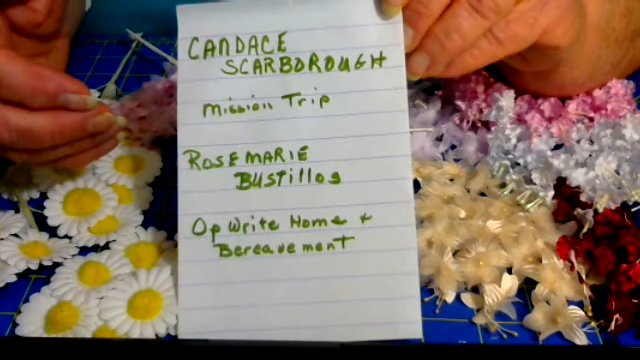 CANDACE
SCARBOROUGH
Mission Trip
ROSEMARIE
BUStillos
Op Write Home +
Bereavement